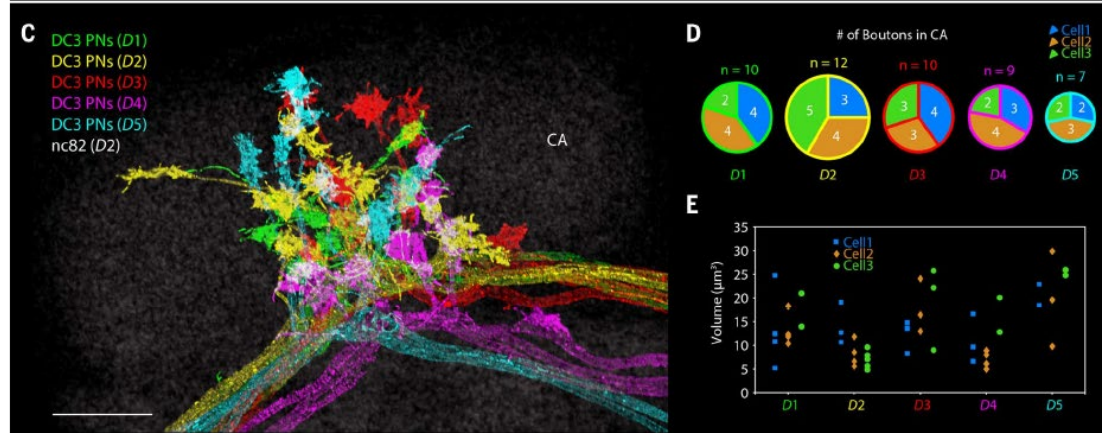 C
DC3 PNs (D1)
DC3 PNs (D2)
DC3 PNs (D3)
DC3 PNs (D4)
DC3 PNs (D5)
nc82 (D2)
CA
D
# of Boutons in CA
Cell1
Cell2
Cell3
n = 10
n = 12
n = 10
n = 9
n = 7
2 4 4
5 3 4
3 4 3
2 3 4
2 2 3
D1 D2 D3 D4 D5
E
Volume (μm³)
35
30
25
20
15
10
5
0
Cell1
Cell2
Cell3
D1 D2 D3 D4 D5